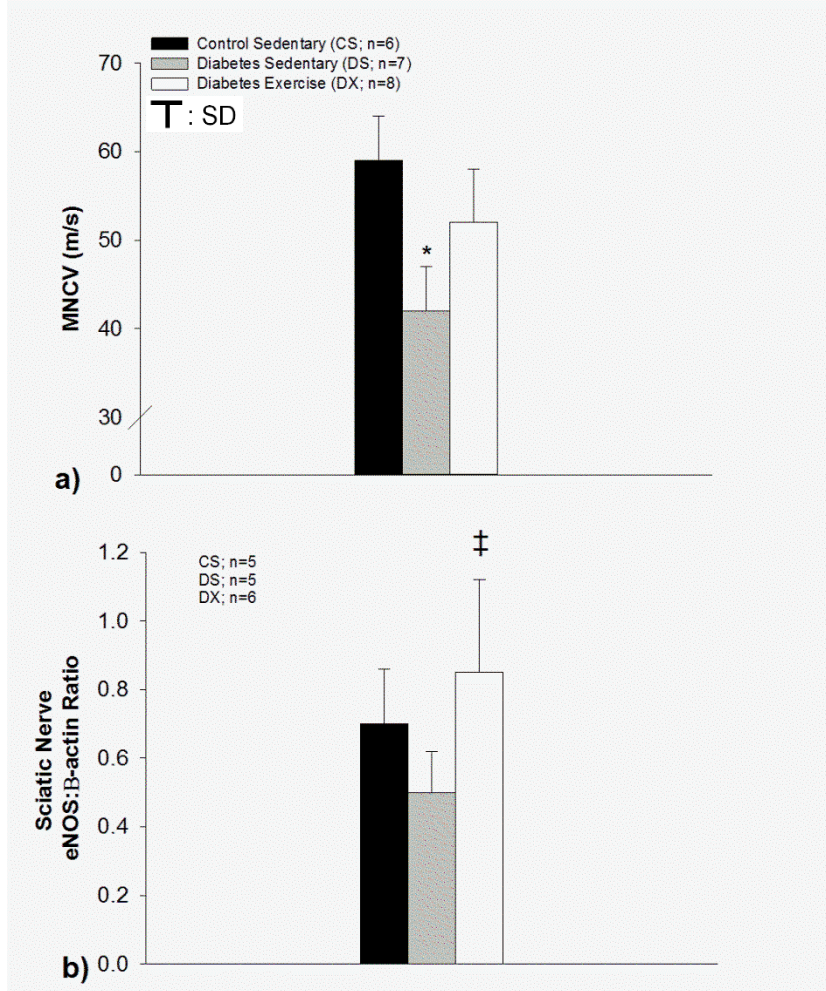 Control Sedentary (CS; n=6)
Diabetes Sedentary (DS; n=7)
Diabetes Exercise (DX; n=8)
: SD
70
60
50
40
30
0
MNCV (m/s)
*
a)
CS; n=5
DS; n=5
DX; n=6
‡
1.2
1.0
0.8
0.6
0.4
0.2
0.0
Sciatic Nerve
eNOS:B-actin Ratio
b)